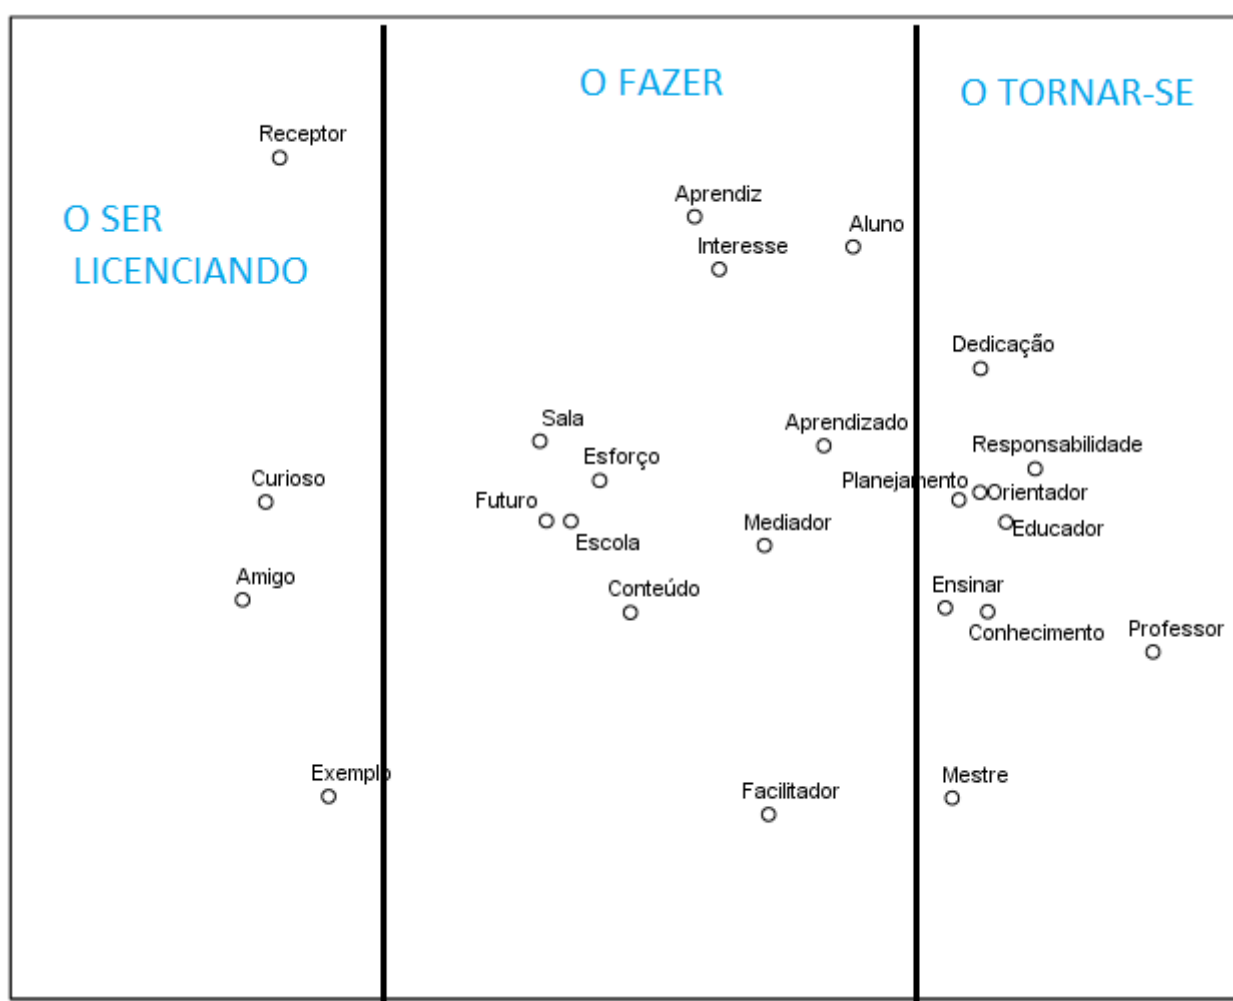 O FAZER
O TORNAR-SE
Receptor
O SER
LICENCIANDO
Aprendiz
Aluno
Interesse
Dedicação
Sala
Aprendizado
Esforço
Responsabilidade
Curioso
Planejamento
Orientador
Futuro
Mediador
Educador
Escola
Amigo
Conteúdo
Ensinar
Conhecimento
Professor
Exemplo
Facilitador
Mestre